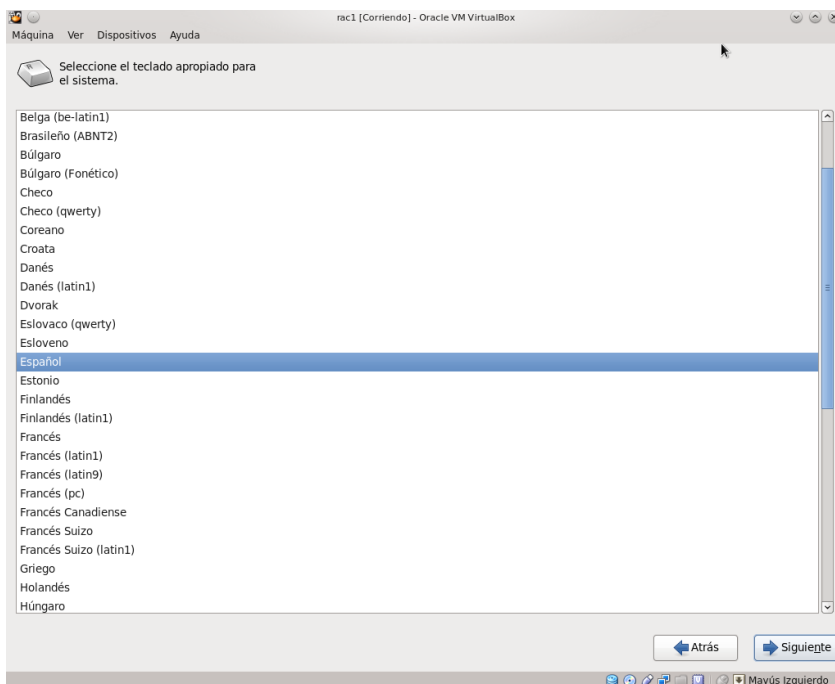 rac1 [Corriendo] - Oracle VM VirtualBox
Máquina Ver Dispositivos Ayuda
Seleccione el teclado apropiado para
el sistema.
Belga (be-latin1)
Brasileño (ABNT2)
Búlgaro
Búlgaro (Fonético)
Checo
Checo (qwerty)
Coreano
Croata
Danés
Danés (latin1)
Dvorak
Eslovaco (qwerty)
Esloveno
Español
Estonio
Finlandés
Finlandés (latin1)
Francés
Francés (latin1)
Francés (latin9)
Francés (pc)
Francés Canadiense
Francés Suizo
Francés Suizo (latin1)
Griego
Holandés
Húngaro
Atrás Siguiente
Mayús Izquierdo